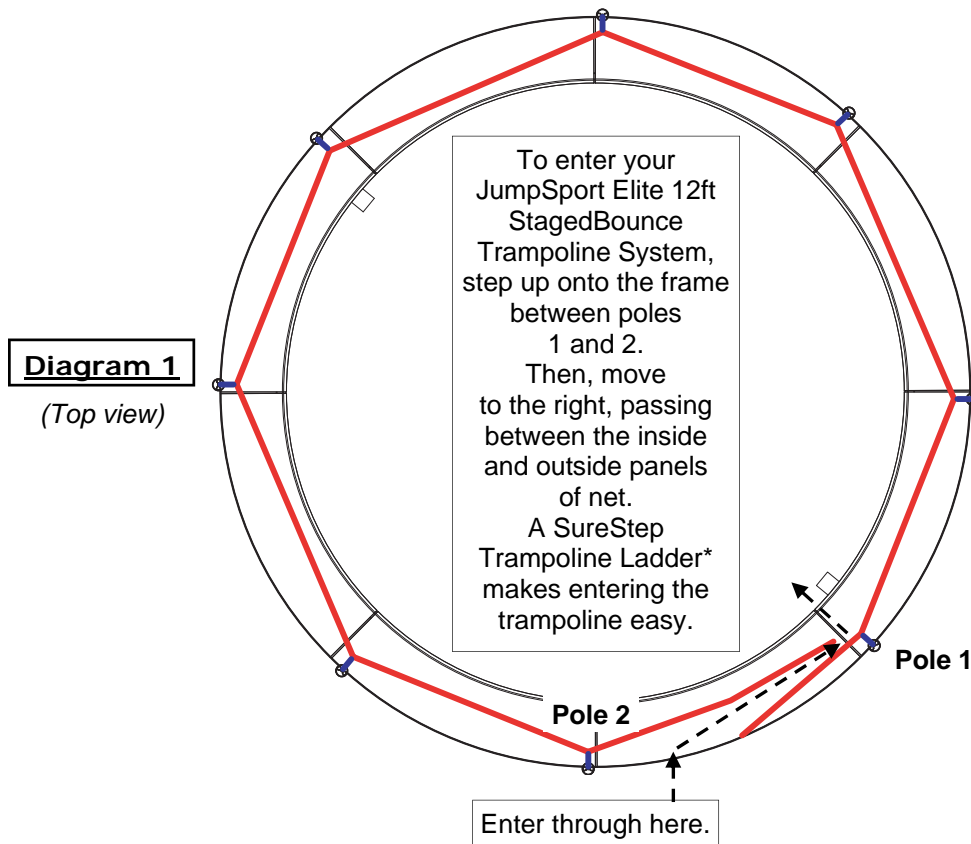 To enter your
JumpSport Elite 12ft
StagedBounce
Trampoline System,
step up onto the frame
between poles
1 and 2.
Then, move
to the right, passing
between the inside
and outside panels
of net.
A SureStep
Trampoline Ladder*
makes entering the
trampoline easy.
Diagram 1
(Top view)
Pole 1
Pole 2
Enter through here.